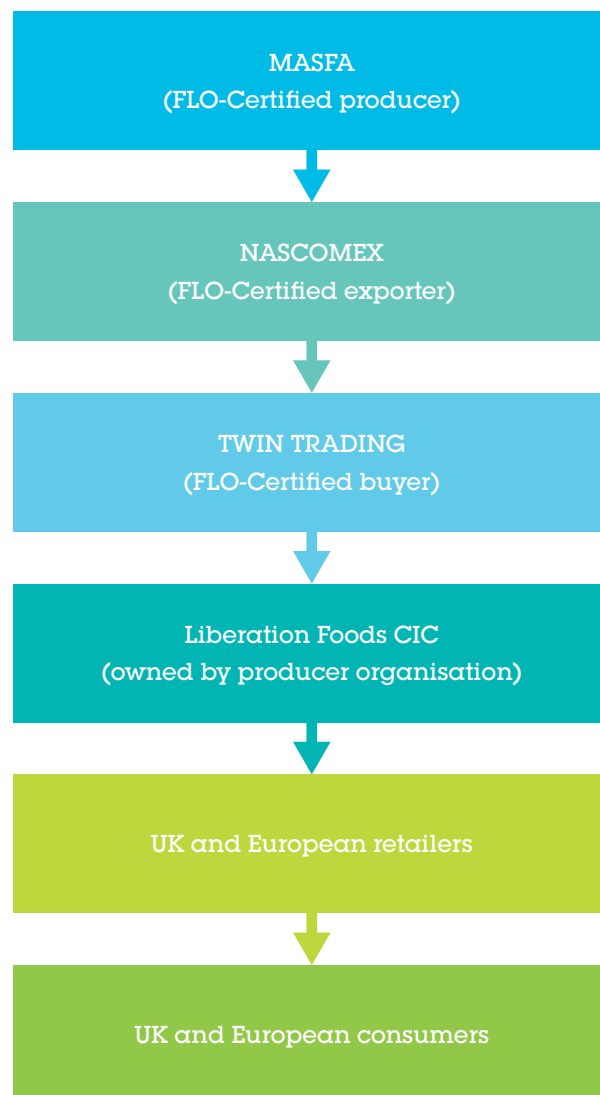 MASFA
(FLO-Certified producer)
NASCOMEX
(FLO-Certified exporter)
TWIN TRADING
(FLO-Certified buyer)
Liberation Foods CIC
(owned by producer organisation)
UK and European retailers
UK and European consumers